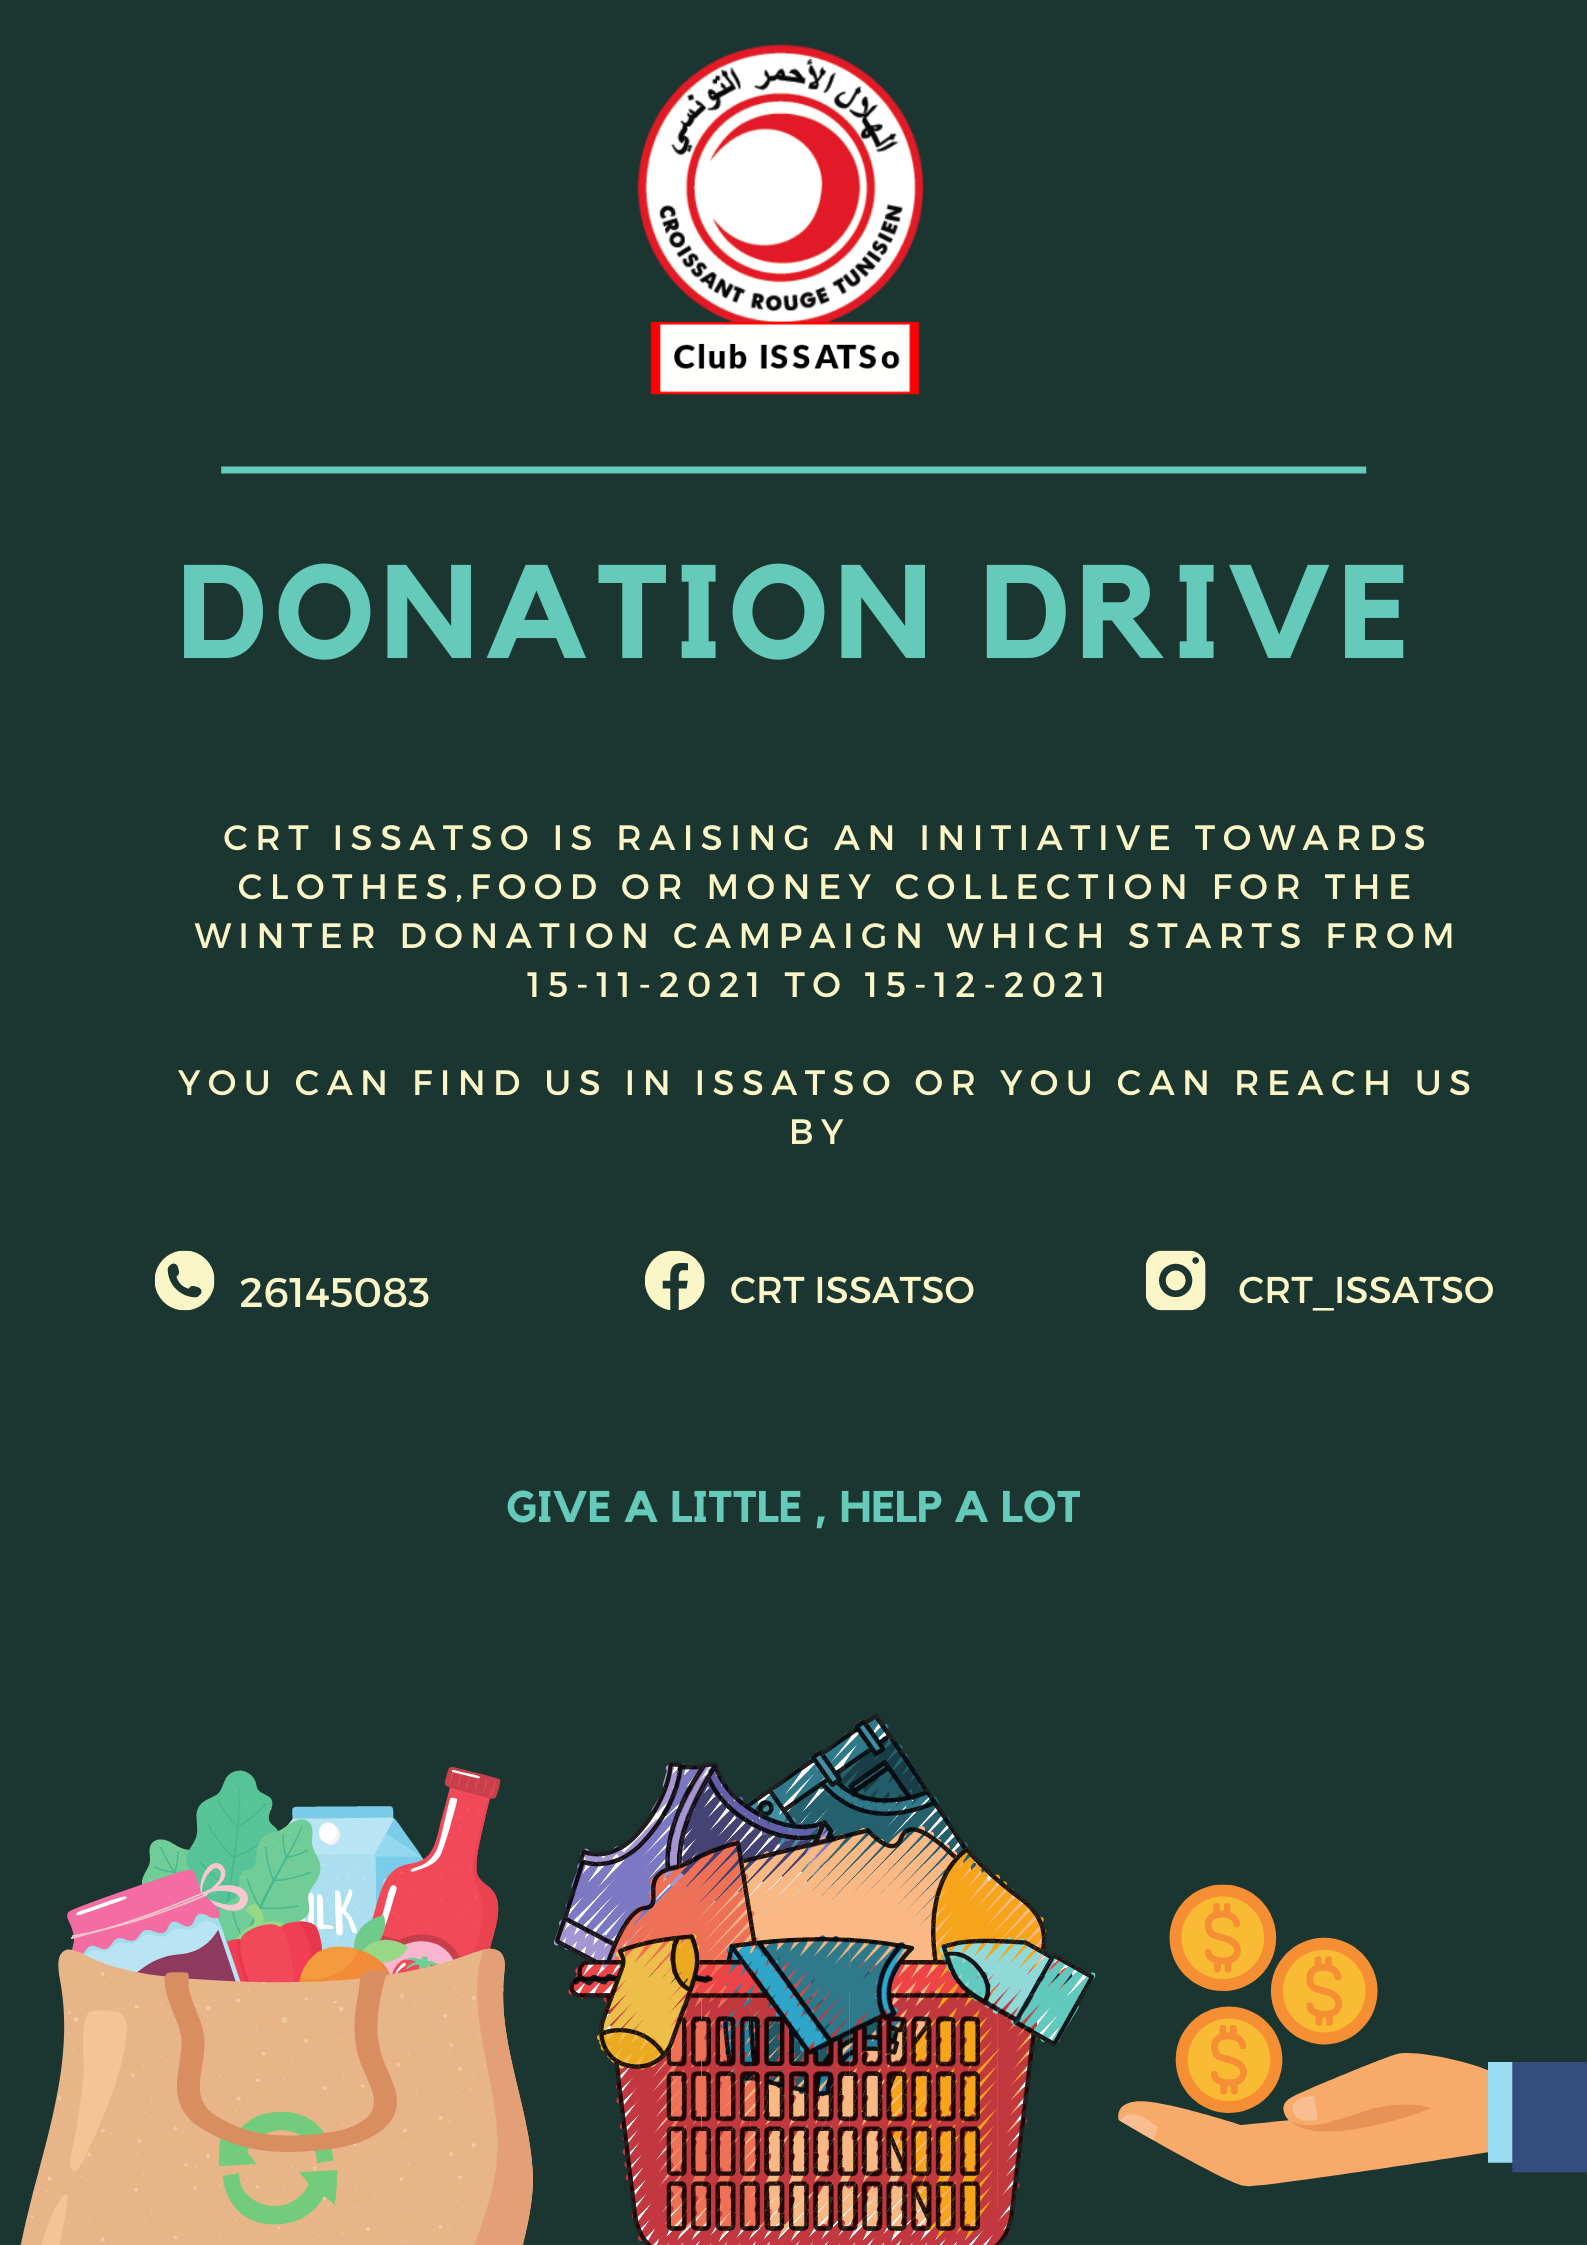 الهلال الأحمر التونسي
CROISSANT ROUGE TUNISIEN
Club ISSATSo
DONATION DRIVE
CRT ISSATSO IS RAISING AN INITIATIVE TOWARDS
CLOTHES,FOOD OR MONEY COLLECTION FOR THE
WINTER DONATION CAMPAIGN WHICH STARTS FROM
15-11-2021 TO 15-12-2021
YOU CAN FIND US IN ISSATSO OR YOU CAN REACH US
BY
26145083
CRT ISSATSO
CRT_ISSATSO
GIVE A LITTLE , HELP A LOT
ILK
$
$
$